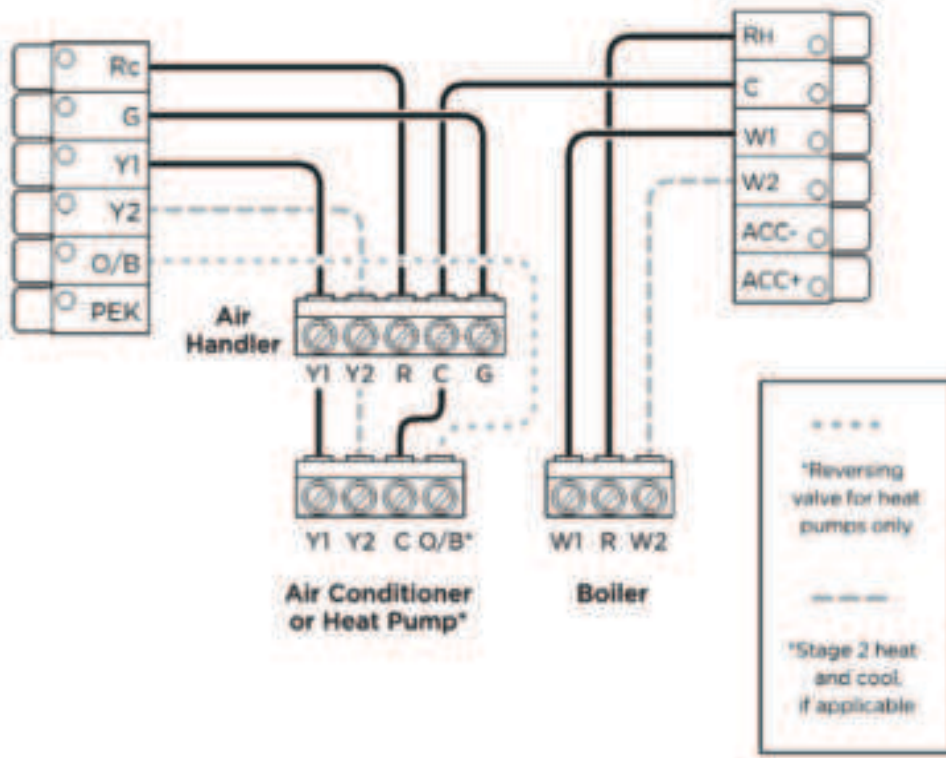 Rc
G
Y1
Y2
O/B
PEK
RH
C
W1
W2
ACC-
ACC+
Air
Handler
Y1 Y2 R C G
Y1 Y2 C O/B*
Air Conditioner
or Heat Pump*
W1 R W2
Boiler
*Reversing
valve for heat
pumps only
*Stage 2 heat
and cool,
if applicable